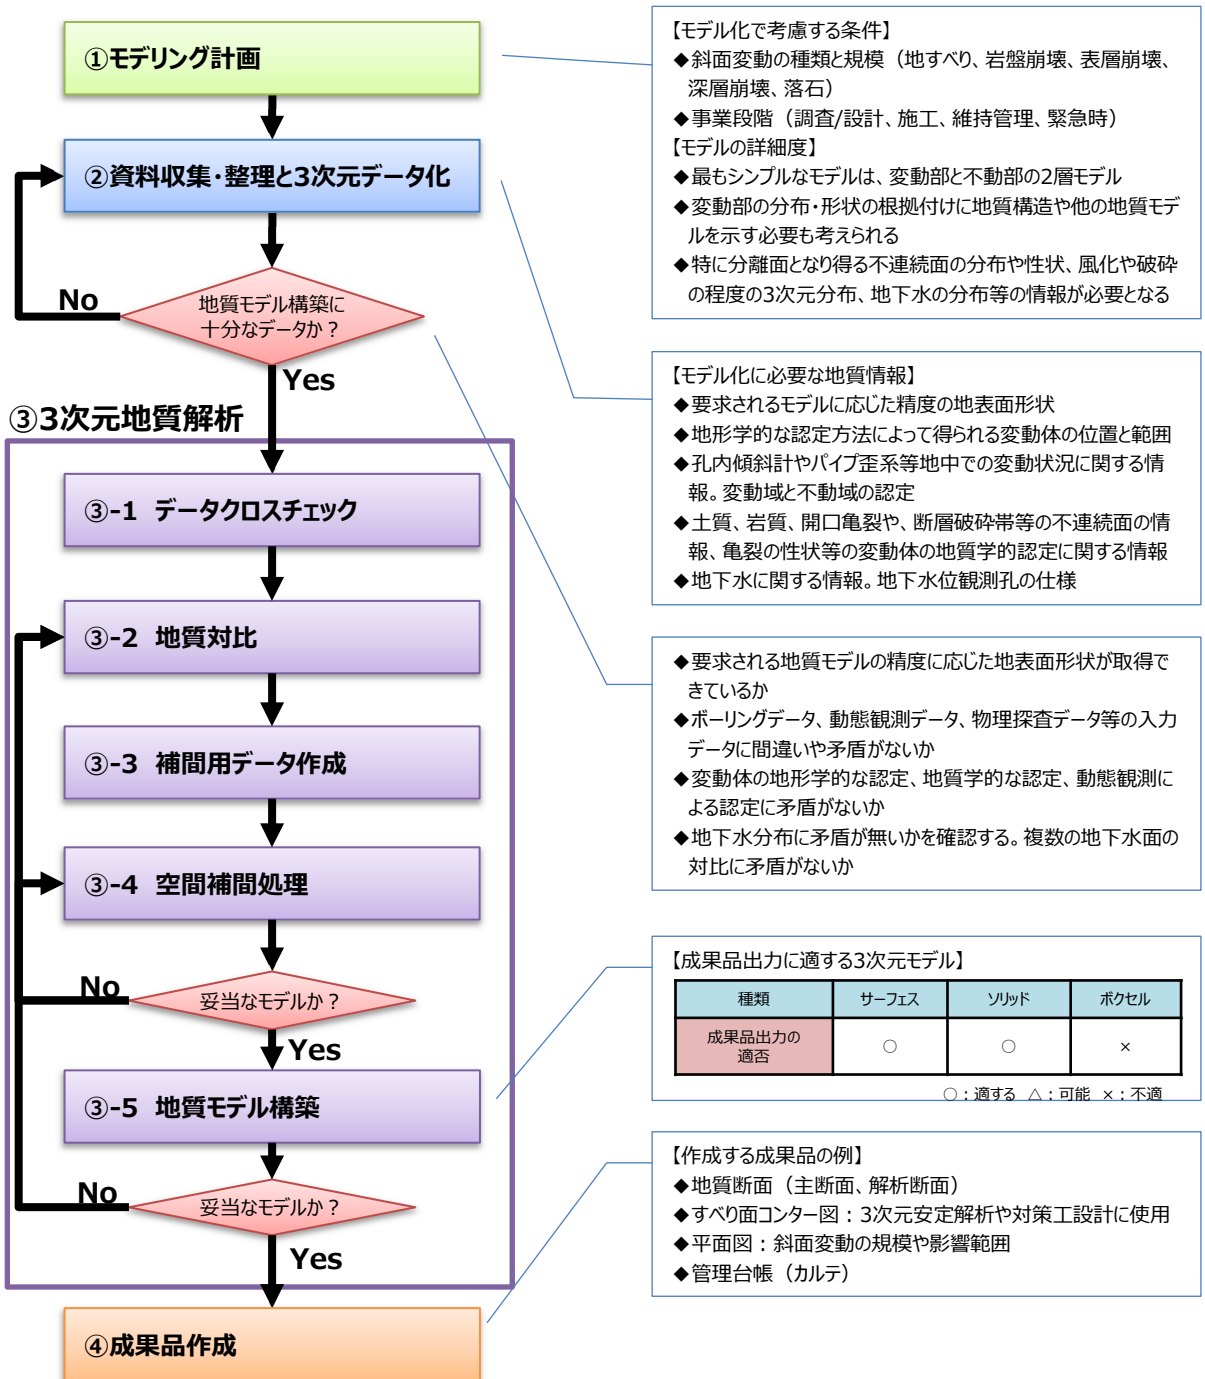 ①モデリング計画
②資料収集・整理と3次元データ化
地質モデル構築に
十分なデータか？
No
Yes
③3次元地質解析
③-1 データクロスチェック
③-2 地質対比
③-3 補間用データ作成
③-4 空間補間処理
妥当なモデルか？
No
Yes
③-5 地質モデル構築
妥当なモデルか？
No
Yes
④成果品作成
【モデル化で考慮する条件】
◆斜面変動の種類と規模（地すべり、岩盤崩壊、表層崩壊、
深層崩壊、落石）
◆事業段階（調査/設計、施工、維持管理、緊急時）
【モデルの詳細度】
◆最もシンプルなモデルは、変動部と不動部の2層モデル
◆変動部の分布・形状の根拠付けに地質構造や他の地質モデ
ルを示す必要も考えられる
◆特に分離面となり得る不連続面の分布や性状、風化や破砕
の程度の3次元分布、地下水の分布等の情報が必要となる
【モデル化に必要な地質情報】
◆要求されるモデルに応じた精度の地表面形状
◆地形学的な認定方法によって得られる変動体の位置と範囲
◆孔内傾斜計やパイプ歪系等地中での変動状況に関する情
報。変動域と不動域の認定
◆土質、岩質、開口亀裂や、断層破砕帯等の不連続面の情
報、亀裂の性状等の変動体の地質学的認定に関する情報
◆地下水に関する情報。地下水位観測孔の仕様
◆要求される地質モデルの精度に応じた地表面形状が取得で
きているか
◆ボーリングデータ、動態観測データ、物理探査データ等の入力
データに間違いや矛盾がないか
◆変動体の地形学的な認定、地質学的な認定、動態観測に
よる認定に矛盾がないか
◆地下水分布に矛盾が無いかを確認する。複数の地下水面の
対比に矛盾がないか
【成果品出力に適する3次元モデル】
種類 サーフェス ソリッド ボクセル
成果品出力の
適否 ○ ○ ×
○：適する △：可能 ×：不適
【作成する成果品の例】
◆地質断面（主断面、解析断面）
◆すべり面コンター図：3次元安定解析や対策工設計に使用
◆平面図：斜面変動の規模や影響範囲
◆管理台帳（カルテ）